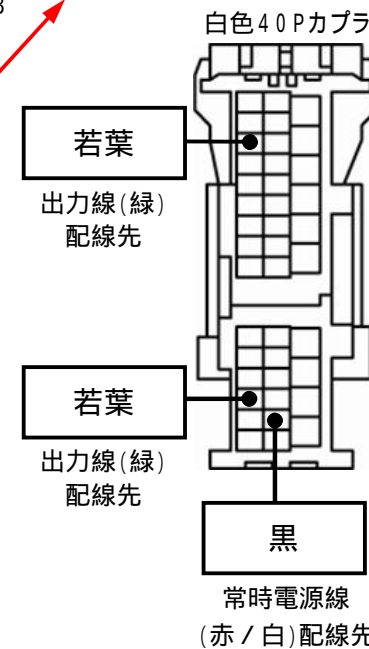 白色40Pカプラ
若葉
出力線(緑)
配線先
若葉
出力線(緑)
配線先
黒
常時電源線
(赤/白)配線先